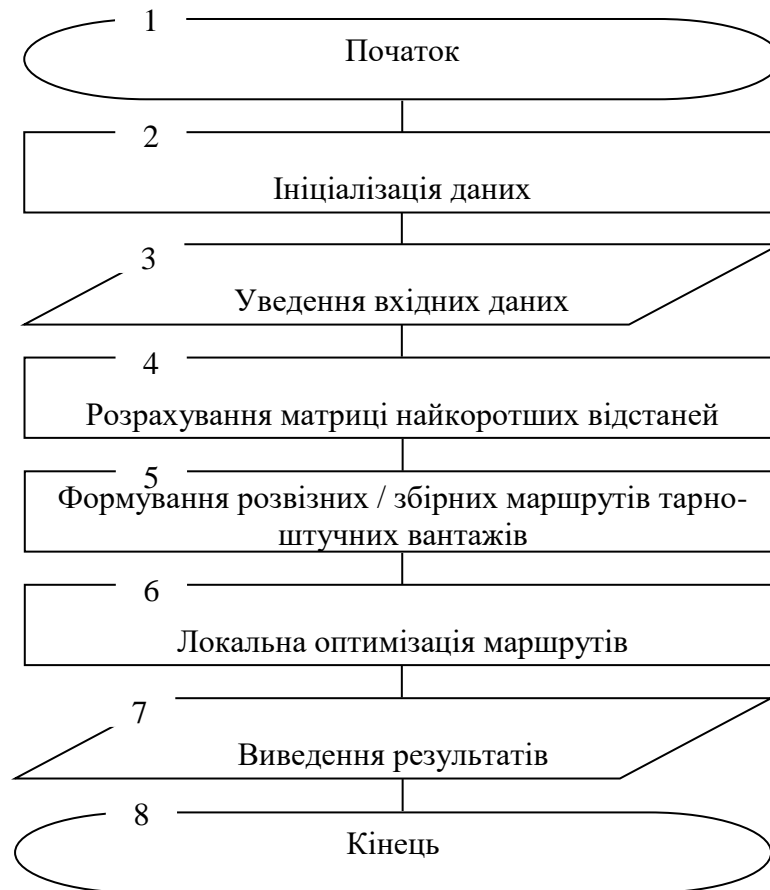 1
Початок
2
Ініціалізація даних
3
Уведення вхідних даних
4
Розрахування матриці найкоротших відстаней
5
Формування розвізних / збірних маршрутів тарно-
штучних вантажів
6
Локальна оптимізація маршрутів
7
Виведення результатів
8
Кінець